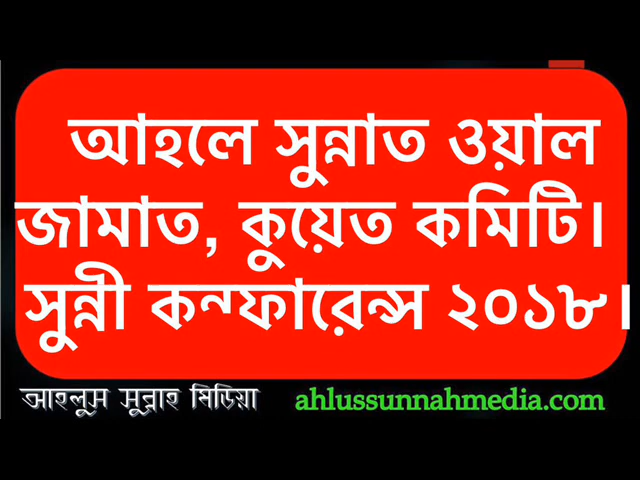 আহলে সুন্নাত ওয়াল
জামাত, কুয়েত কমিটি।
সুন্নী কনফারেন্স ২০১৮।
আহলুস সুন্নাহ মিডিয়া
ahlussunnahmedia.com